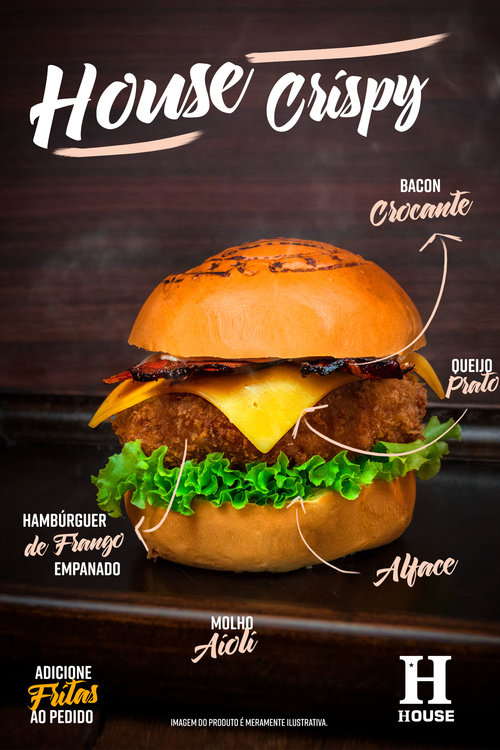 House Crispy
BACON
Crocante
QUEIJO
Prato
HAMBÚRGUER
de Frango
EMPANADO
Alface
MOLHO
Aioli
ADICIONE
Fritas
AO PEDIDO
IMAGEM DO PRODUTO É MERAMENTE ILUSTRATIVA.
H
HOUSE